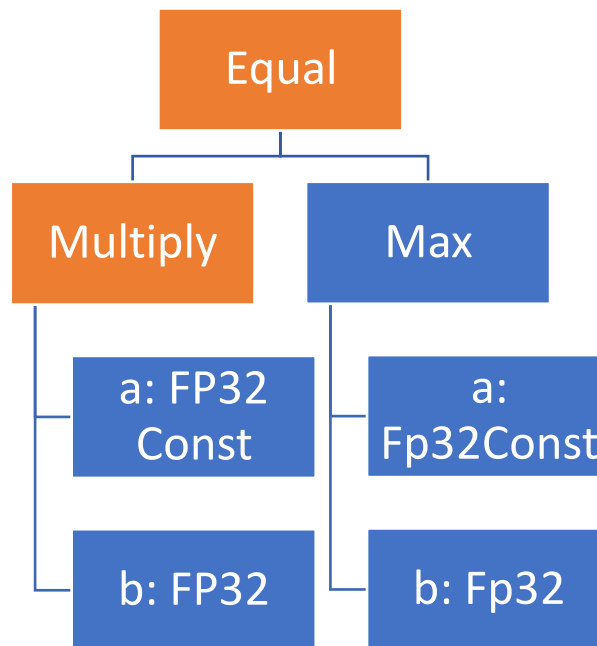 Equal
Multiply
Max
a: FP32
Const
a:
Fp32Const
b: FP32
b: Fp32